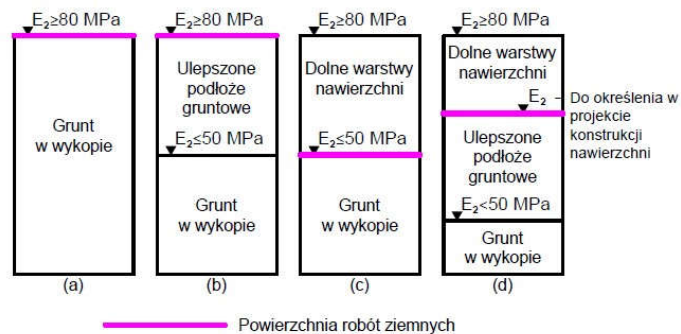 E₂≥80 MPa
Grunt
w wykopie
(a)
E₂≥80 MPa
Ulepszone
podłoże
gruntowe
E₂≤50 MPa
Grunt
w wykopie
(b)
E₂≥80 MPa
Dolne warstwy
nawierzchni
E₂≤50 MPa
Grunt
w wykopie
(c)
E₂≥80 MPa
Dolne warstwy
nawierzchni
E₂ – Do określenia w
projekcie
konstrukcji
nawierzchni
Ulepszone
podłoże
gruntowe
E₂<50 MPa
Grunt
w wykopie
(d)
Powierzchnia robót ziemnych